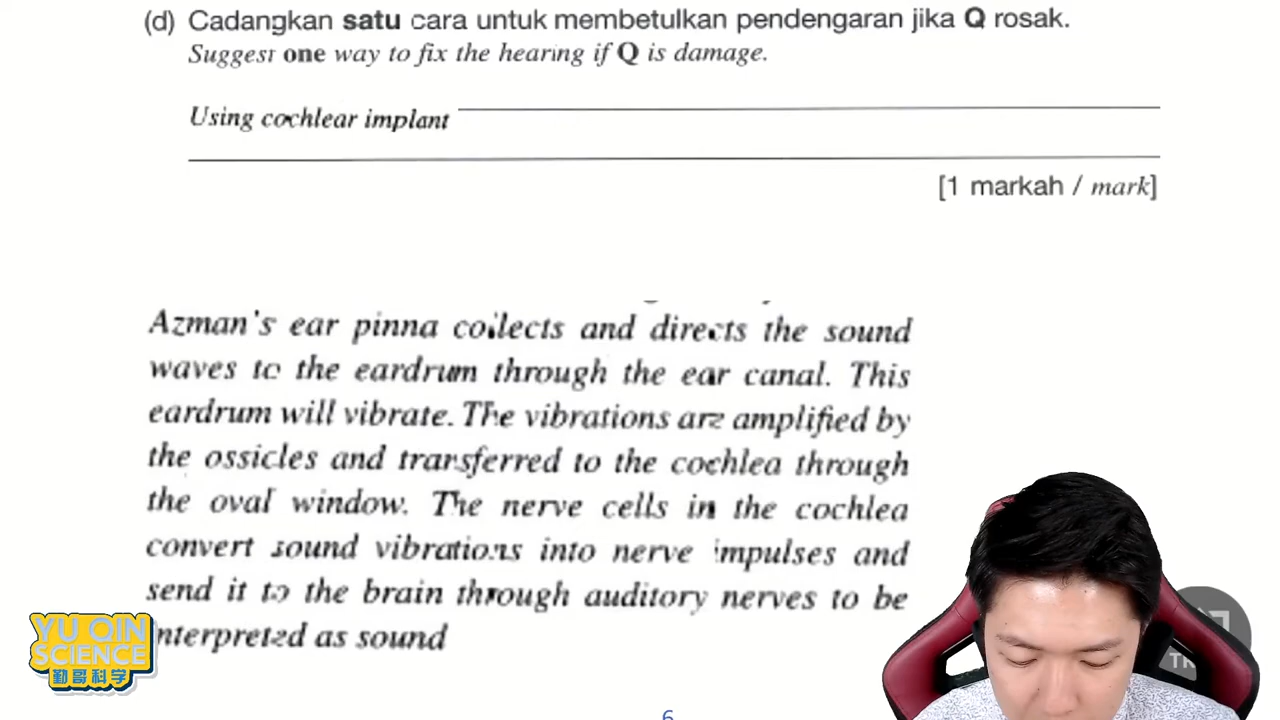 (d) Cadangkan satu cara untuk membetulkan pendengaran jika Q rosak.
Suggest one way to fix the hearing if Q is damage.
Using cochlear implant
[1 markah / mark]
Azman's ear pinna collects and directs the sound
waves to the eardrum through the ear canal. This
eardrum will vibrate. The vibrations are amplified by
the ossicles and transferred to the cochlea through
the oval window. The nerve cells in the cochlea
convert sound vibrations into nerve impulses and
send it to the brain through auditory nerves to be
interpreted as sound
YU QIN
SCIENCE
勤哥科学
6